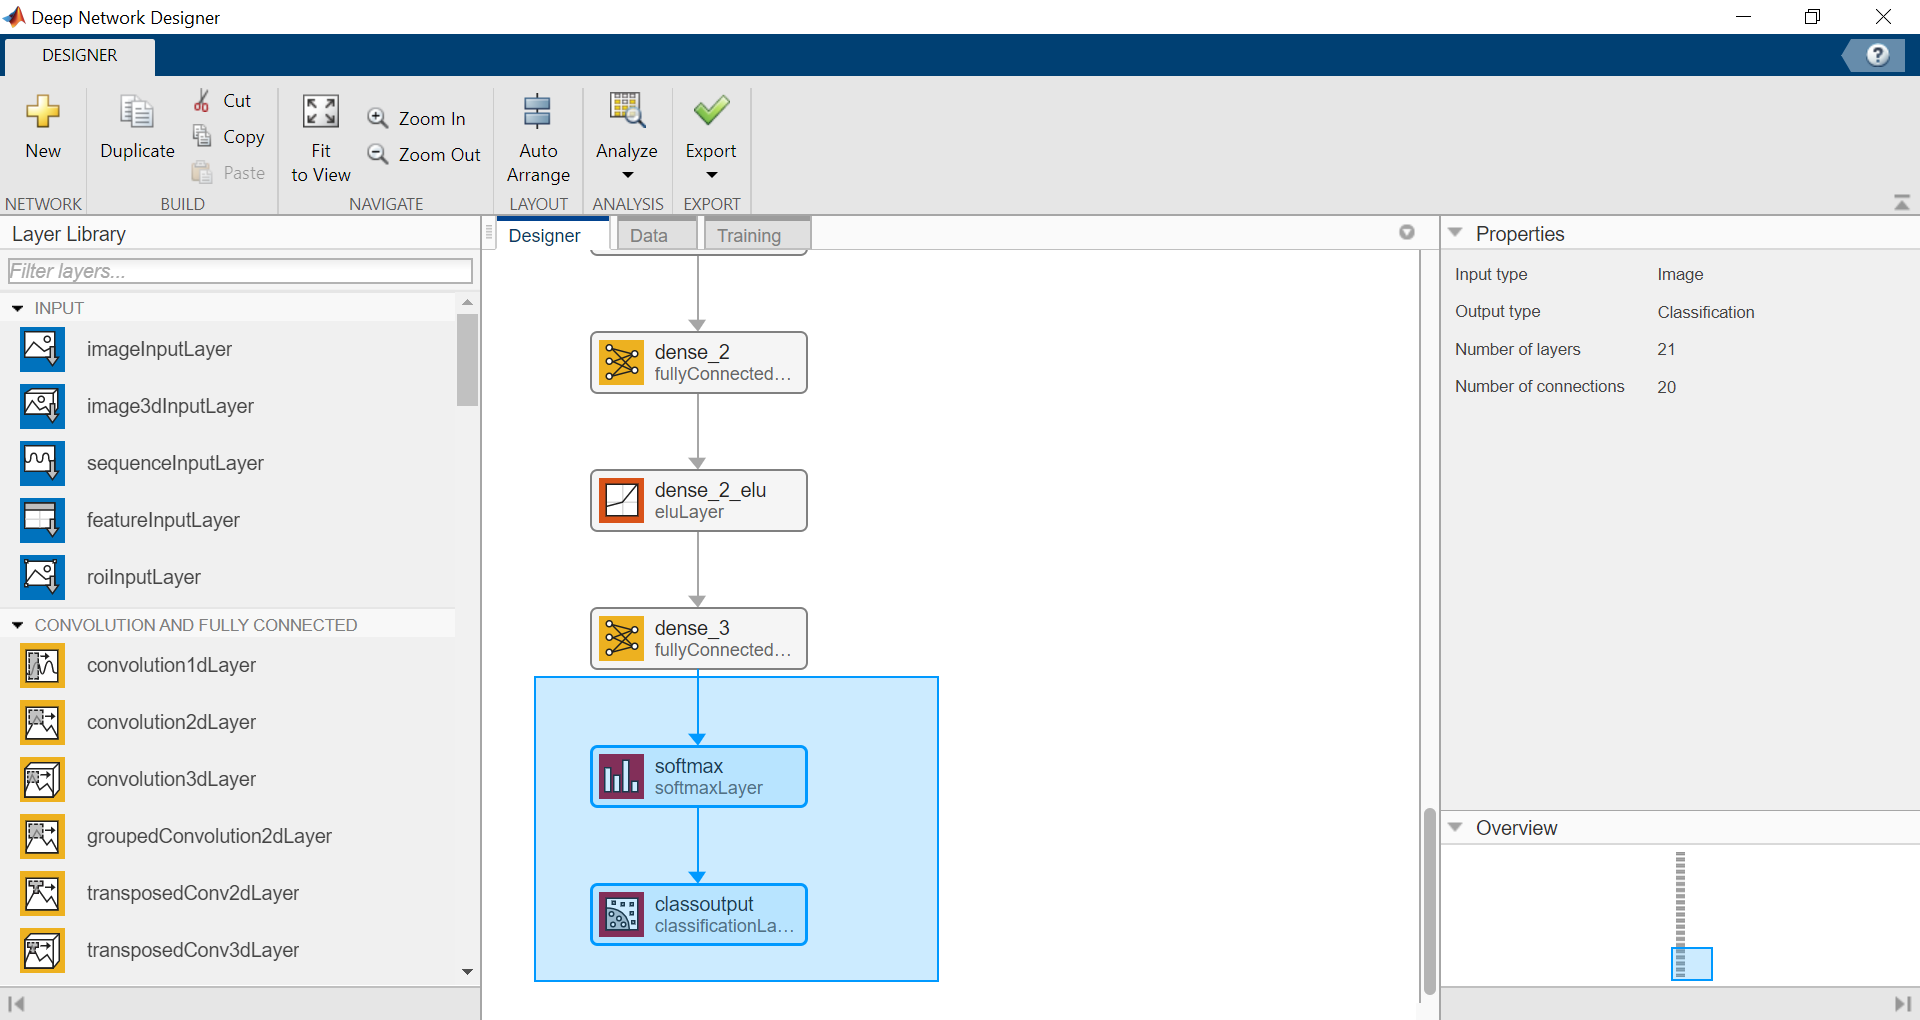 Deep Network Designer
DESIGNER
?
New
Duplicate
Cut
Copy
Paste
Fit
to View
Zoom In
Zoom Out
Auto
Arrange
Analyze
Export
NETWORK
BUILD
NAVIGATE
LAYOUT
ANALYSIS
EXPORT
Layer Library
Filter layers...
INPUT
imageInputLayer
image3dInputLayer
sequenceInputLayer
featureInputLayer
roiInputLayer
CONVOLUTION AND FULLY CONNECTED
convolution1dLayer
convolution2dLayer
convolution3dLayer
groupedConvolution2dLayer
transposedConv2dLayer
transposedConv3dLayer
Designer
Data
Training
dense_2
fullyConnected...
dense_2_elu
eluLayer
dense_3
fullyConnected...
softmax
softmaxLayer
classoutput
classificationLa...
Properties
Input type Image
Output type Classification
Number of layers 21
Number of connections 20
Overview